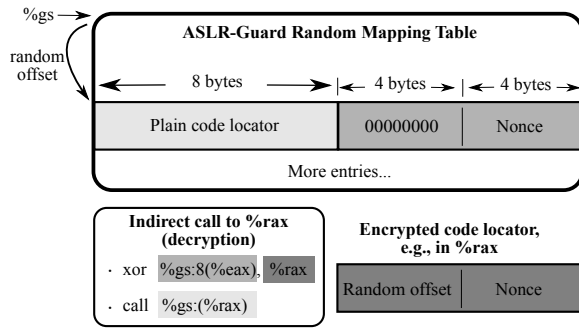 %gs
ASLR-Guard Random Mapping Table
random
offset
8 bytes
4 bytes
4 bytes
Plain code locator
00000000
Nonce
More entries...
Indirect call to %rax
(decryption)
· xor %gs:8(%eax), %rax
· call %gs:(%rax)
Encrypted code locator,
e.g., in %rax
Random offset
Nonce